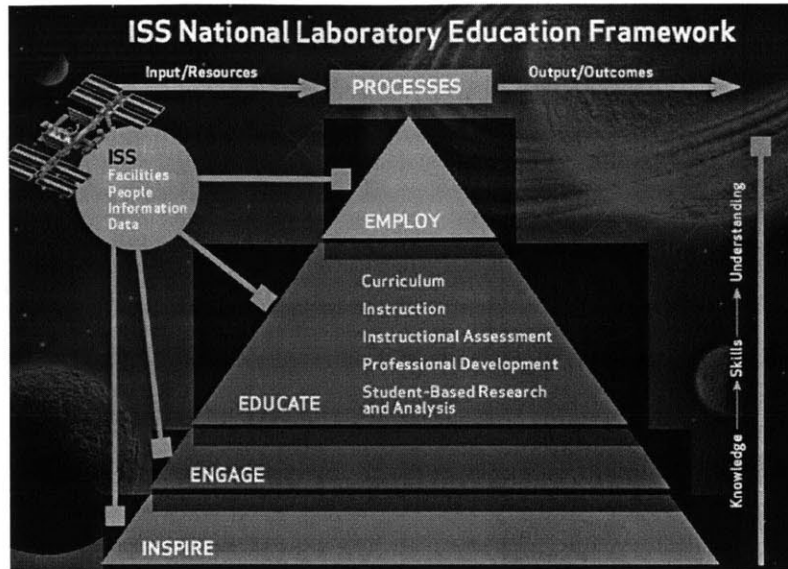 ISS National Laboratory Education Framework
Input/Resources
PROCESSES
Output/Outcomes
ISS
Facilities
People
Information
Data
EMPLOY
Curriculum
Instruction
Instructional Assessment
Professional Development
Student-Based Research
and Analysis
EDUCATE
ENGAGE
INSPIRE
Knowledge
Skills
Understanding